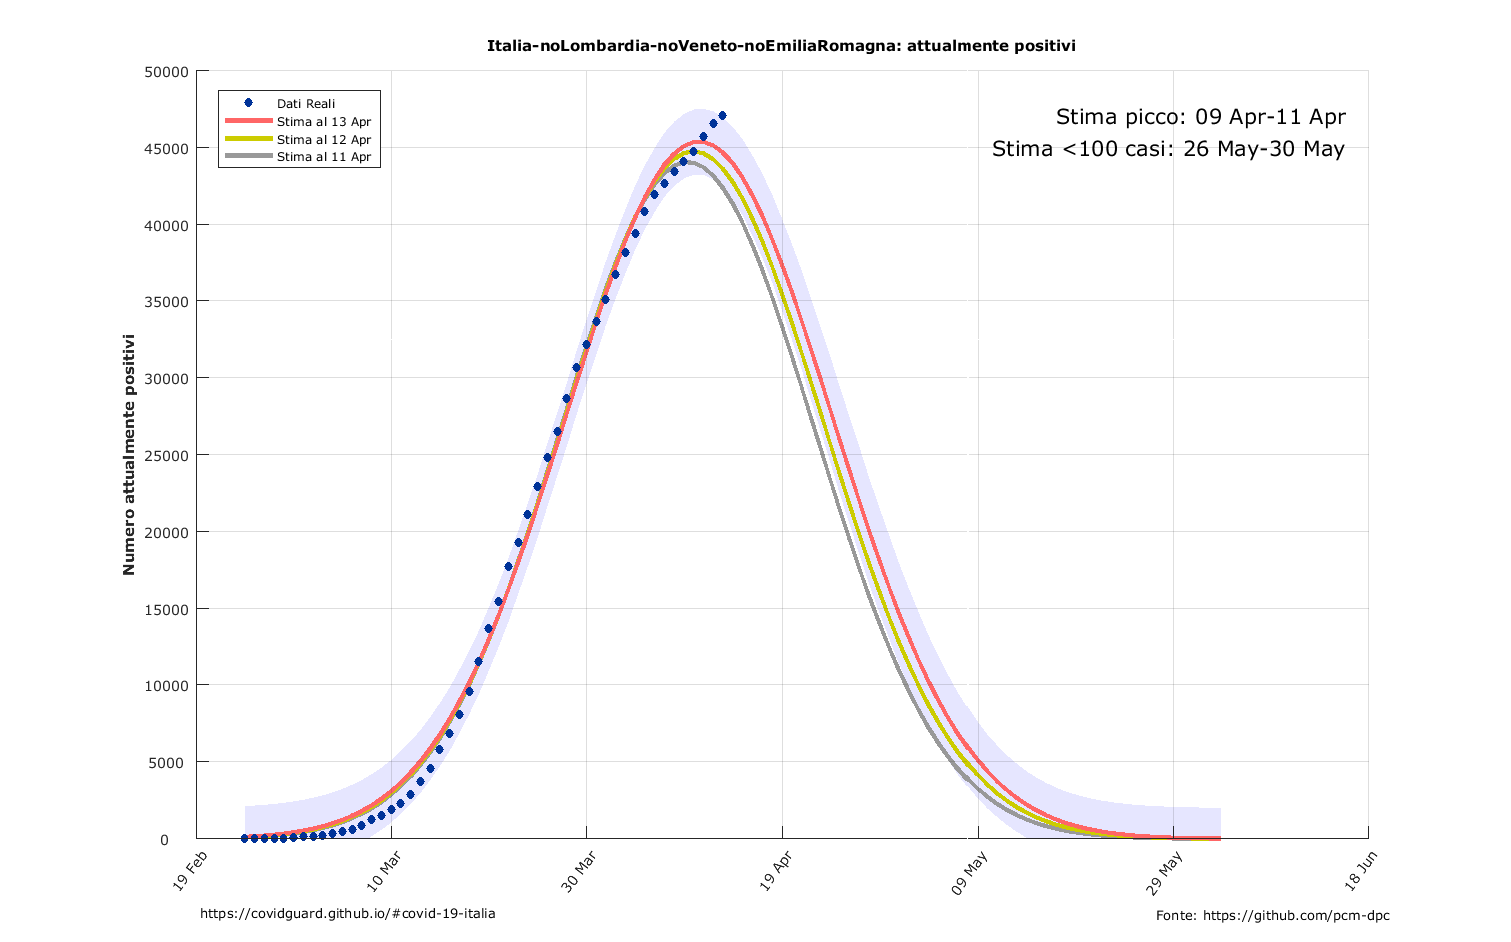 Italia-noLombardia-noVeneto-noEmiliaRomagna: attualmente positivi
50000
45000
40000
35000
30000
25000
20000
15000
10000
5000
0
Numero attualmente positivi
Dati Reali
Stima al 13 Apr
Stima al 12 Apr
Stima al 11 Apr
Stima picco: 09 Apr-11 Apr
Stima <100 casi: 26 May-30 May
19 Feb
10 Mar
30 Mar
19 Apr
09 May
29 May
18 Jun
https://covidguard.github.io/#covid-19-italia
Fonte: https://github.com/pcm-dpc